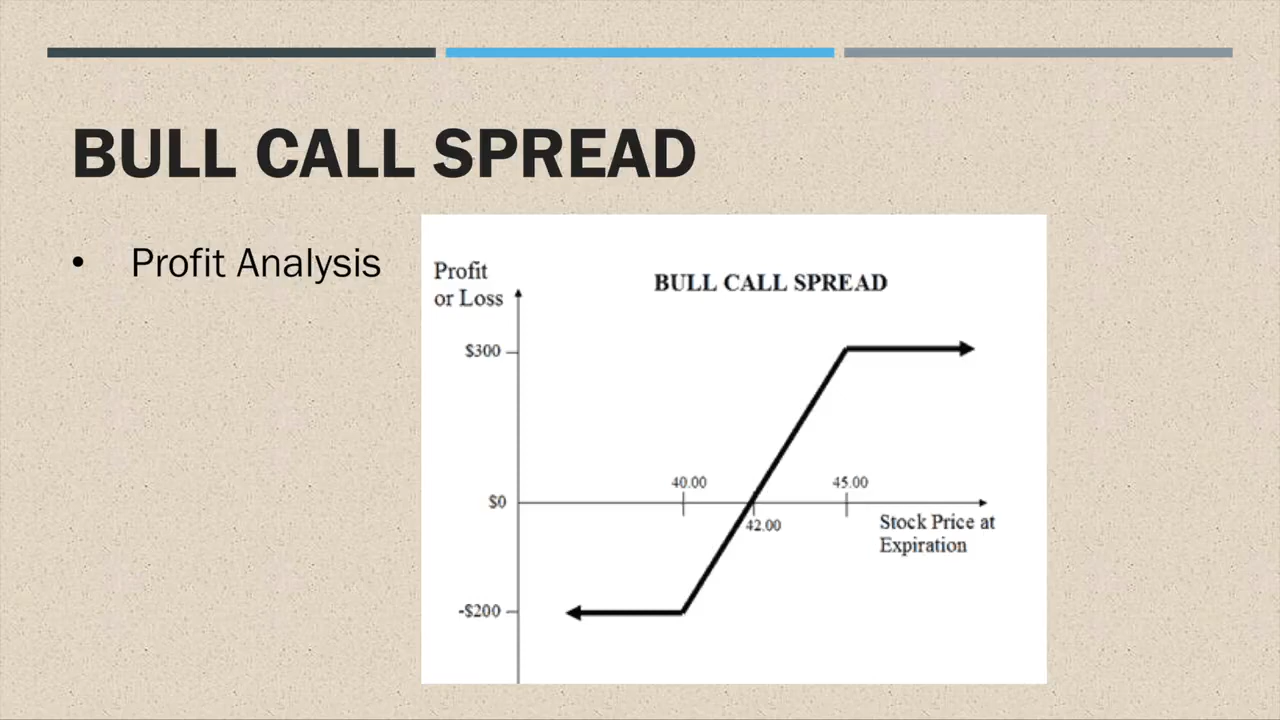 BULL CALL SPREAD
• Profit Analysis
Profit
or Loss
BULL CALL SPREAD
$300
40.00
45.00
$0
42.00
Stock Price at
Expiration
-$200